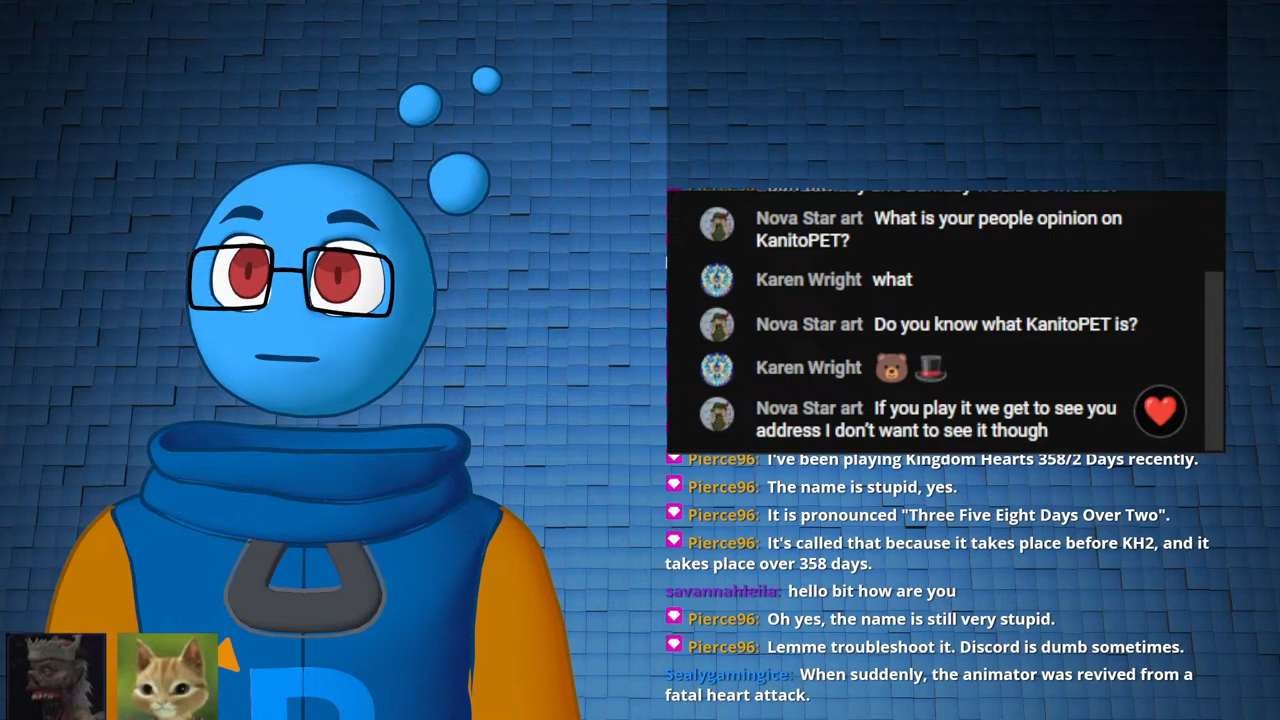 Nova Star art What is your people opinion on
KanitoPET?
Karen Wright what
Nova Star art Do you know what KanitoPET is?
Karen Wright
Nova Star art If you play it we get to see you
address I don't want to see it though
Pierce96: I've been playing Kingdom Hearts 358/2 Days recently.
Pierce96: The name is stupid, yes.
Pierce96: It is pronounced "Three Five Eight Days Over Two".
Pierce96: It's called that because it takes place before KH2, and it
takes place over 358 days.
savannahleila: hello bit how are you
Pierce96: Oh yes, the name is still very stupid.
Pierce96: Lemme troubleshoot it. Discord is dumb sometimes.
Sealygamingice: When suddenly, the animator was revived from a
fatal heart attack.